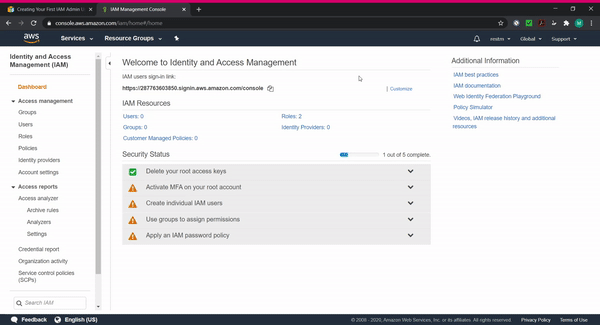 Creating Your First IAM Admin U
IAM Management Console
console.aws.amazon.com/iam/home#/home
aws
Services
Resource Groups
Global
Support
Identity and Access
Management (IAM)
Dashboard
Access management
Groups
Users
Roles
Policies
Identity providers
Account settings
Access reports
Access analyzer
Archive rules
Analyzers
Settings
Credential report
Organization activity
Service control policies
(SCPs)
Search IAM
Welcome to Identity and Access Management
IAM users sign-in link:
https://287763603850.signin.aws.amazon.com/console
Customize
IAM Resources
Users: 0
Roles: 2
Groups: 0
Identity Providers: 0
Customer Managed Policies: 0
Security Status
1 out of 5 complete.
Delete your root access keys
Activate MFA on your root account
Create individual IAM users
Use groups to assign permissions
Apply an IAM password policy
Additional Information
IAM best practices
IAM documentation
Web Identity Federation Playground
Policy Simulator
Videos, IAM release history and additional
resources
Feedback
English (US)
© 2008 - 2020, Amazon Web Services, Inc. or its affiliates. All rights reserved.
Privacy Policy
Terms of Use